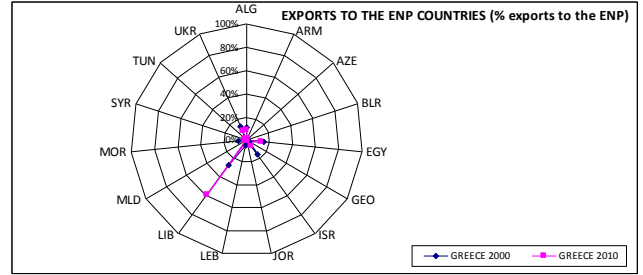 EXPORTS TO THE ENP COUNTRIES (% exports to the ENP)
ALG
ARM
AZE
BLR
EGY
GEO
ISR
JOR
LEB
LIB
MLD
MOR
SYR
TUN
UKR
100%
80%
60%
40%
20%
0%
GREECE 2000
GREECE 2010